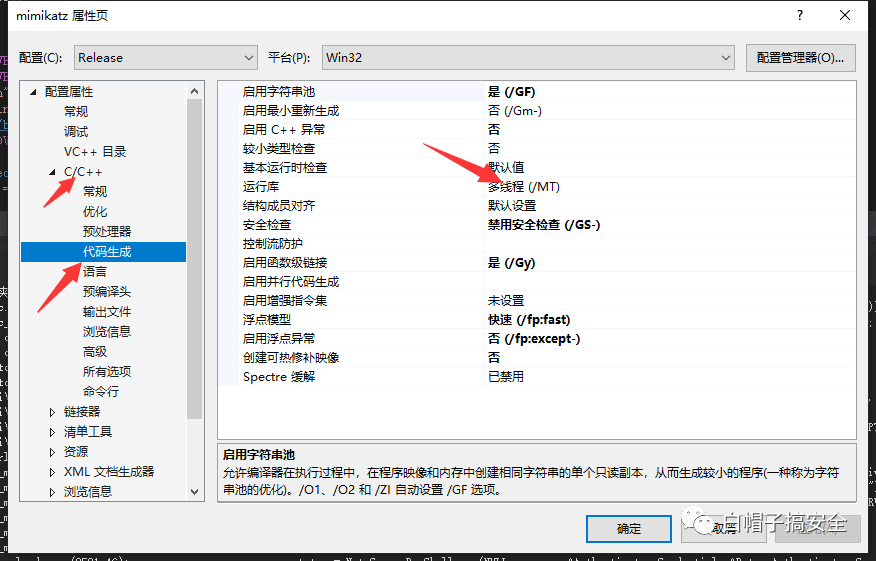 mimikatz 属性页
配置(C): Release 平台(P): Win32 配置管理器(O)...
配置属性
常规
调试
VC++ 目录
C/C++
常规
优化
预处理器
代码生成
语言
预编译头
输出文件
浏览信息
高级
所有选项
命令行
链接器
清单工具
资源
XML 文档生成器
浏览信息
启用字符串池 是 (/GF)
启用最小重新生成 否 (/Gm-)
启用 C++ 异常 否
较小类型检查 否
基本运行时检查 默认值
运行库 多线程 (/MT)
结构成员对齐 默认设置
安全检查 禁用安全检查 (/GS-)
控制流防护
启用函数级链接 是 (/Gy)
启用并行代码生成
启用增强指令集 未设置
浮点模型 快速 (/fp:fast)
启用浮点异常 否 (/fp:except-)
创建可热修补映像 否
Spectre 缓解 已禁用
启用字符串池
允许编译器在执行过程中，在程序映像和内存中创建相同字符串的单个只读副本，从而生成较小的程序(一种称为字符
串池的优化)。/O1、/O2 和 /ZI 自动设置 /GF 选项。
确定 取消
白帽子搞安全